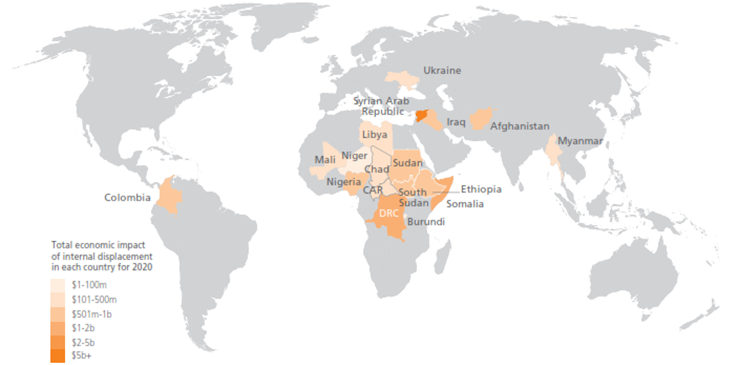 Ukraine
Syrian Arab
Republic
Iraq
Afghanistan
Libya
Myanmar
Mali
Niger
Chad
Sudan
Nigeria
CAR
South
Sudan
Ethiopia
Somalia
Colombia
DRC
Burundi
Total economic impact
of internal displacement
in each country for 2020
$1-100m
$101-500m
$501m-1b
$1-2b
$2-5b
$5b+